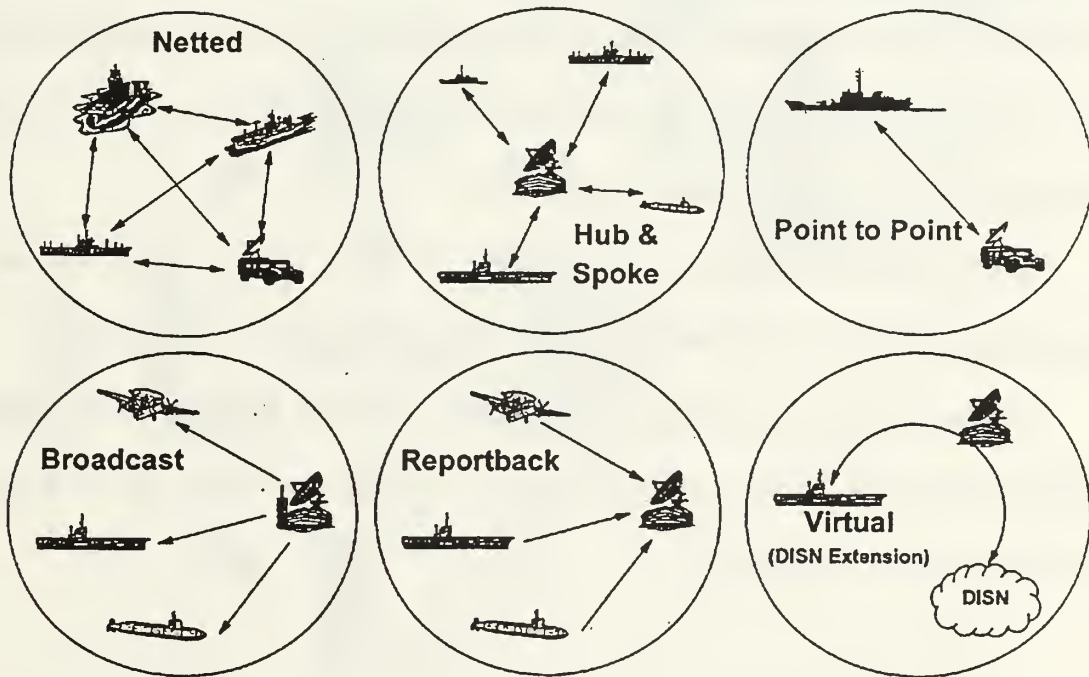 Netted
Hub &
Spoke
Point to Point
Broadcast
Reportback
Virtual
(DISN Extension)
DISN